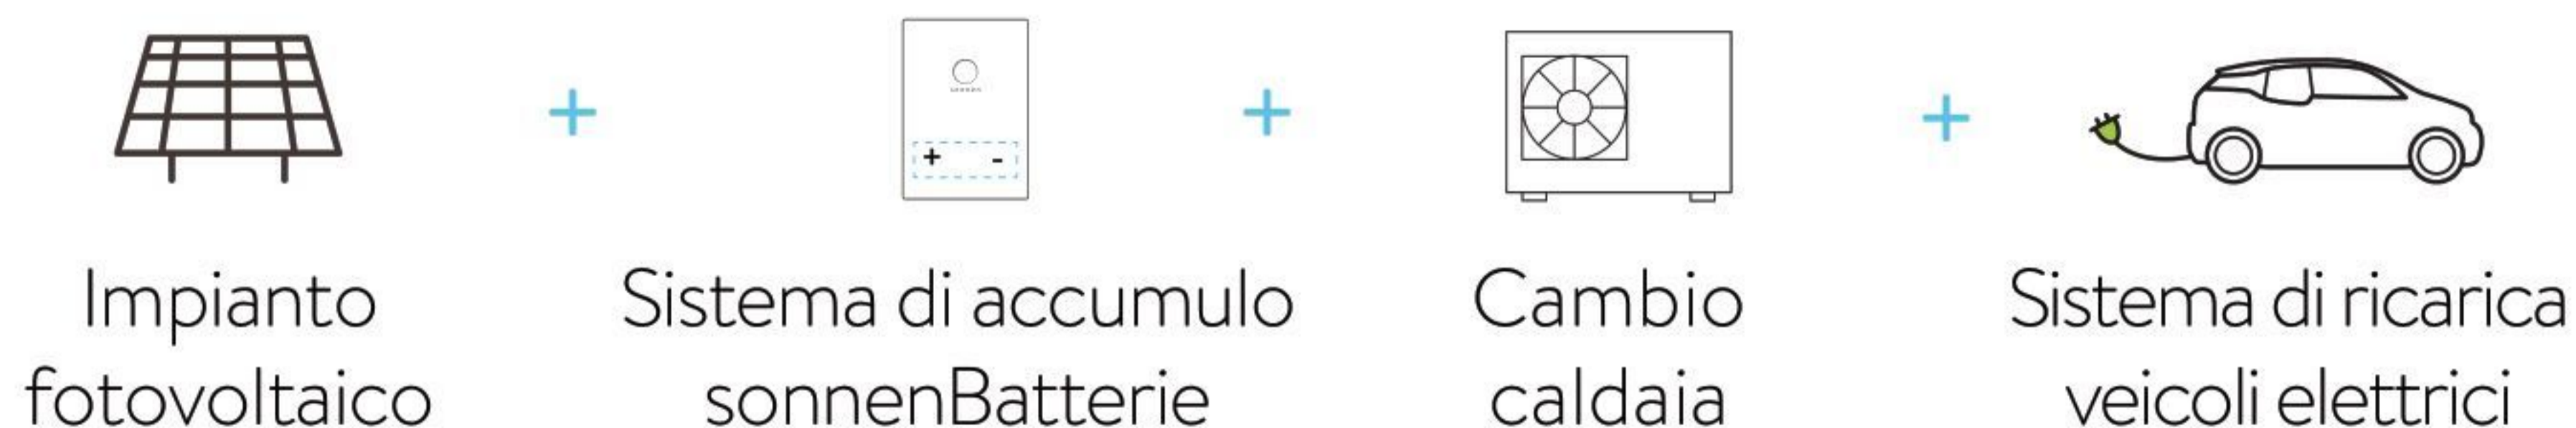 Impianto
fotovoltaico
+
Sistema di accumulo
sonnenBatterie
+ -
+
Cambio
caldaia
+
Sistema di ricarica
veicoli elettrici